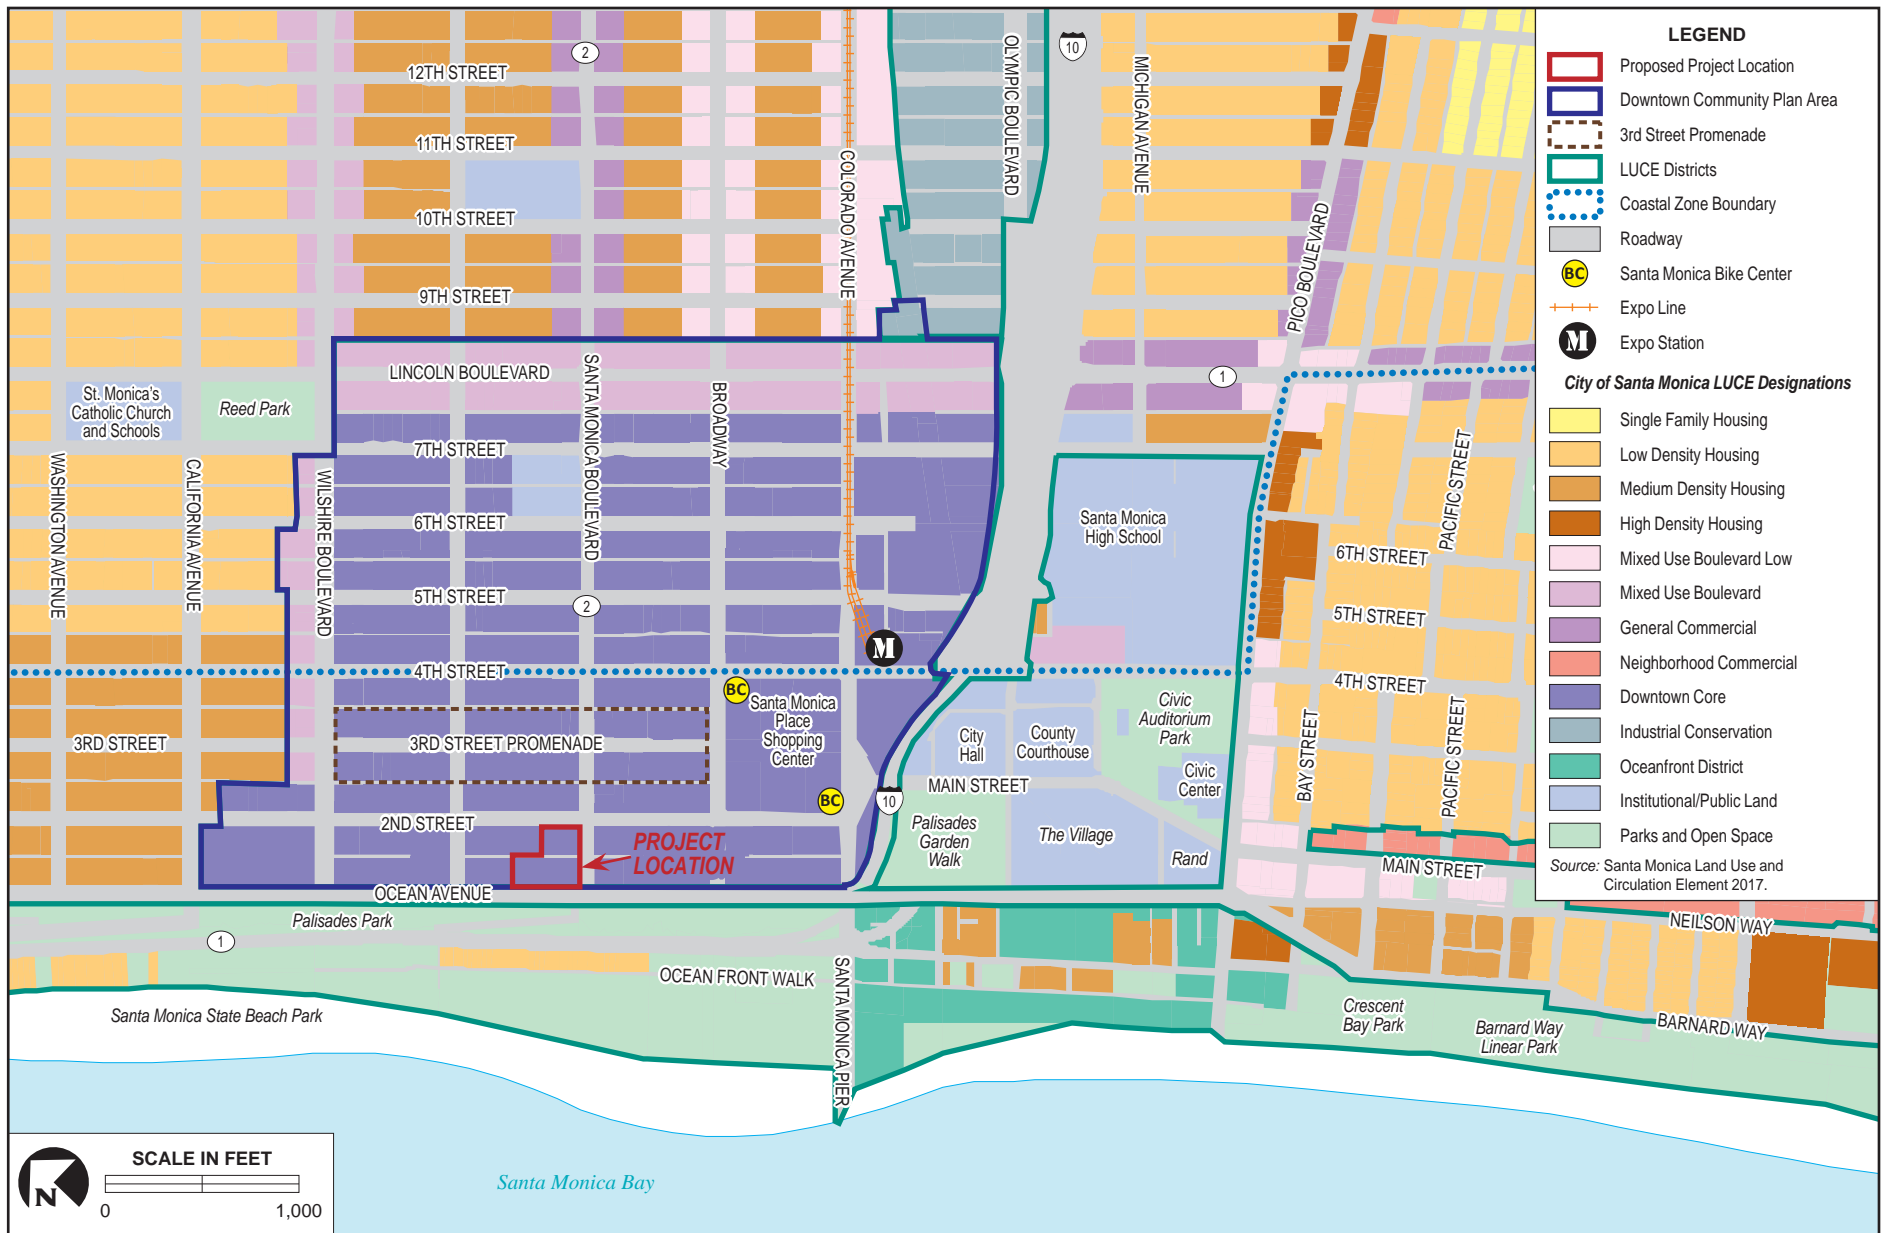 12TH STREET
11TH STREET
10TH STREET
9TH STREET
LINCOLN BOULEVARD
7TH STREET
6TH STREET
5TH STREET
4TH STREET
3RD STREET
3RD STREET PROMENADE
2ND STREET
OCEAN AVENUE
2
2
10
10
1
1
COLORADO AVENUE
OLYMPIC BOULEVARD
MICHIGAN AVENUE
PICO BOULEVARD
SANTA MONICA BOULEVARD
BROADWAY
WILSHIRE BOULEVARD
CALIFORNIA AVENUE
WASHINGTON AVENUE
St. Monica's
Catholic Church
and Schools
Reed Park
Santa Monica
High School
M
BC
BC
Santa Monica
Place
Shopping
Center
PROJECT
LOCATION
City
Hall
County
Courthouse
Civic
Auditorium
Park
Civic
Center
MAIN STREET
Palisades
Garden
Walk
The Village
Rand
6TH STREET
5TH STREET
4TH STREET
PACIFIC STREET
PACIFIC STREET
BAY STREET
MAIN STREET
NEILSON WAY
BARNARD WAY
Palisades Park
OCEAN FRONT WALK
SANTA MONICA PIER
Santa Monica State Beach Park
Crescent
Bay Park
Barnard Way
Linear Park
Santa Monica Bay
N
SCALE IN FEET
0 1,000
LEGEND
Proposed Project Location
Downtown Community Plan Area
3rd Street Promenade
LUCE Districts
Coastal Zone Boundary
Roadway
BC Santa Monica Bike Center
Expo Line
M Expo Station
City of Santa Monica LUCE Designations
Single Family Housing
Low Density Housing
Medium Density Housing
High Density Housing
Mixed Use Boulevard Low
Mixed Use Boulevard
General Commercial
Neighborhood Commercial
Downtown Core
Industrial Conservation
Oceanfront District
Institutional/Public Land
Parks and Open Space
Source: Santa Monica Land Use and
Circulation Element 2017.